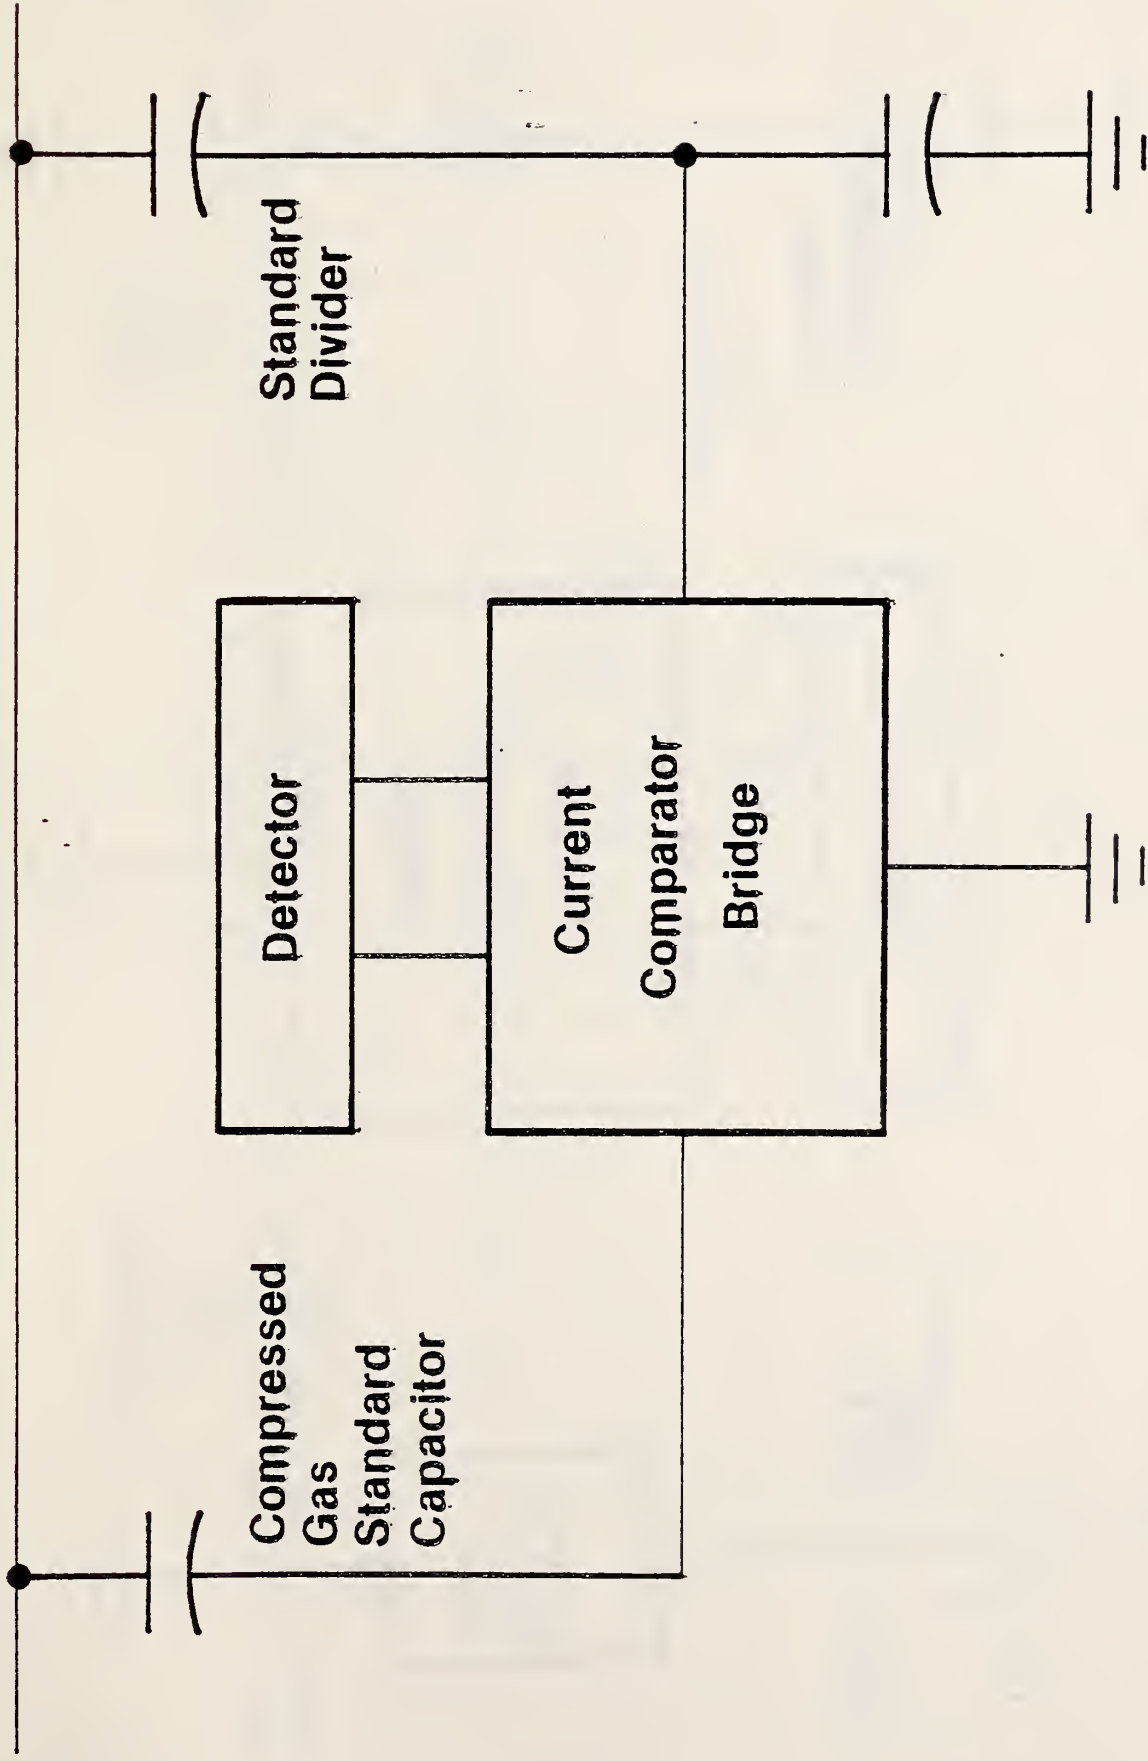 Compressed
Gas
Standard
Capacitor
Detector
Current
Comparator
Bridge
Standard
Divider